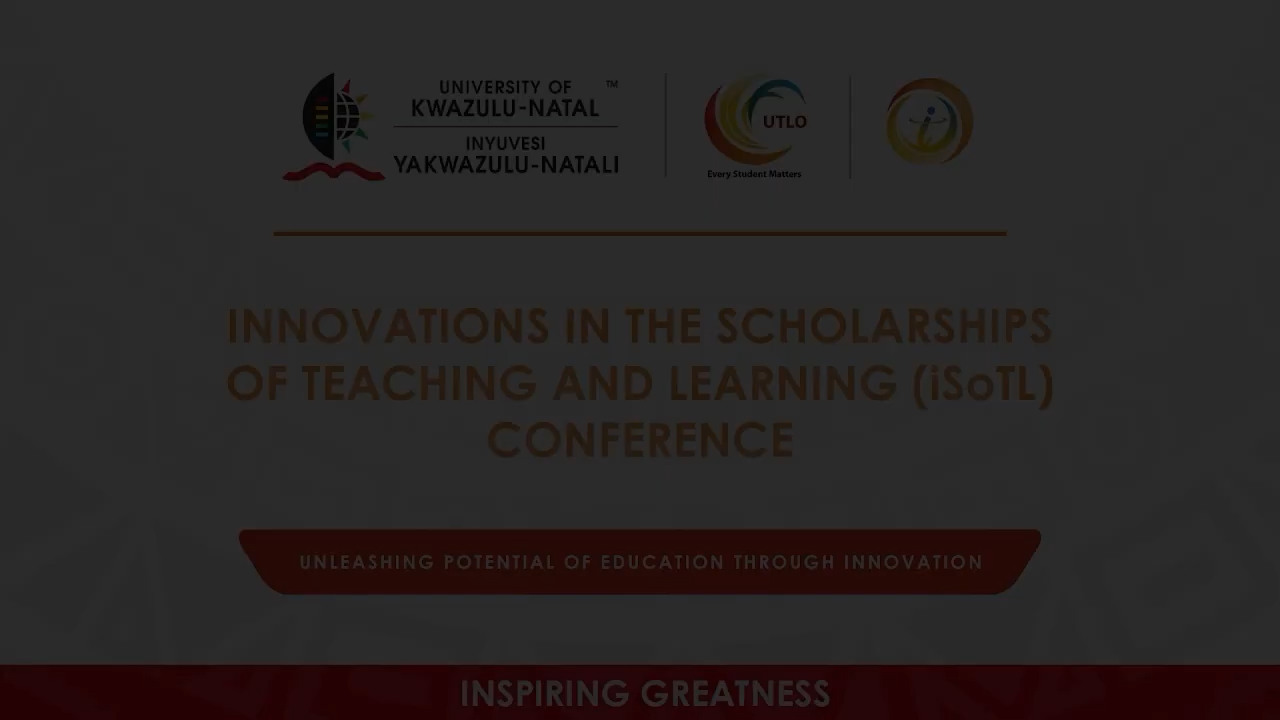 UNIVERSITY OF ™
KWAZULU-NATAL
INYUVESI
YAKWAZULU-NATALI
UTLO
Every Student Matters
INNOVATIONS IN THE SCHOLARSHIPS
OF TEACHING AND LEARNING (iSoTL)
CONFERENCE
UNLEASHING POTENTIAL OF EDUCATION THROUGH INNOVATION
INSPIRING GREATNESS